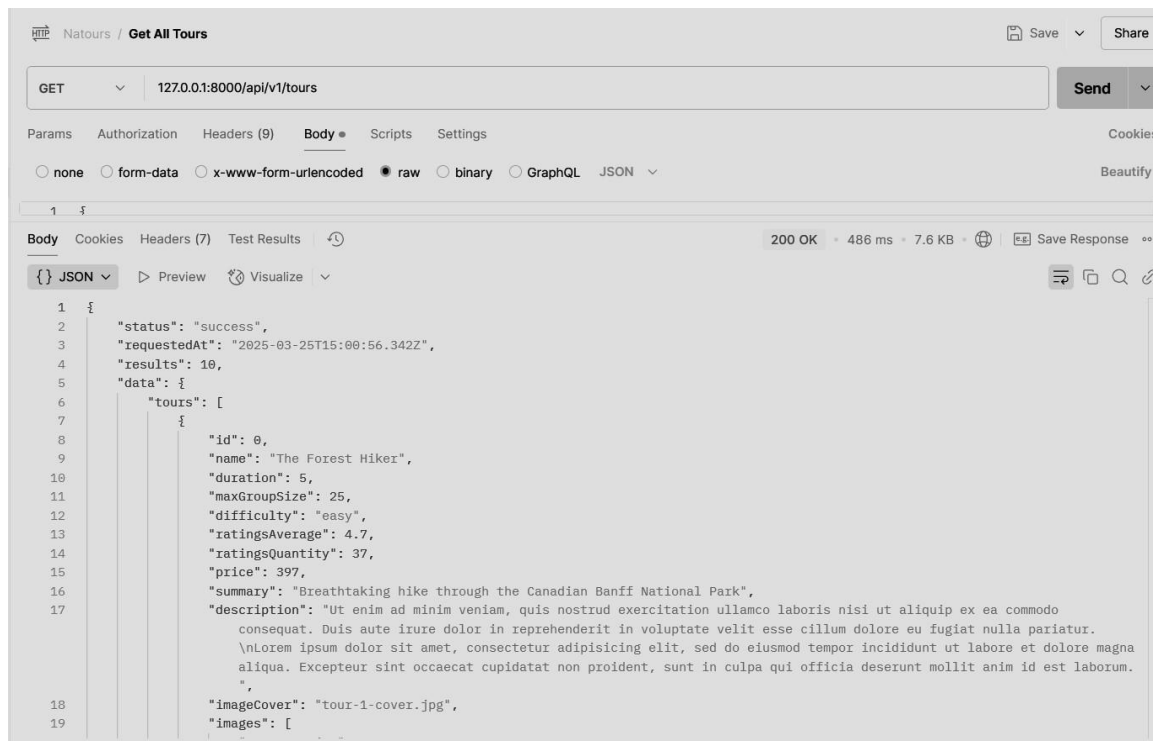 HTTP Natours / Get All Tours Save Share
GET 127.0.0.1:8000/api/v1/tours Send
Params Authorization Headers (9) Body Scripts Settings Cookies
none form-data x-www-form-urlencoded raw binary GraphQL JSON Beautify
1 {
Body Cookies Headers (7) Test Results 200 OK 486 ms 7.6 KB e.g. Save Response
{} JSON Preview Visualize
1 {
2 "status": "success",
3 "requestedAt": "2025-03-25T15:00:56.342Z",
4 "results": 10,
5 "data": {
6 "tours": [
7 {
8 "id": 0,
9 "name": "The Forest Hiker",
10 "duration": 5,
11 "maxGroupSize": 25,
12 "difficulty": "easy",
13 "ratingsAverage": 4.7,
14 "ratingsQuantity": 37,
15 "price": 397,
16 "summary": "Breathtaking hike through the Canadian Banff National Park",
17 "description": "Ut enim ad minim veniam, quis nostrud exercitation ullamco laboris nisi ut aliquip ex ea commodo
consequat. Duis aute irure dolor in reprehenderit in voluptate velit esse cillum dolore eu fugiat nulla pariatur.
\nLorem ipsum dolor sit amet, consectetur adipisicing elit, sed do eiusmod tempor incididunt ut labore et dolore magna
aliqua. Excepteur sint occaecat cupidatat non proident, sunt in culpa qui officia deserunt mollit anim id est laborum.
",
18 "imageCover": "tour-1-cover.jpg",
19 "images": [